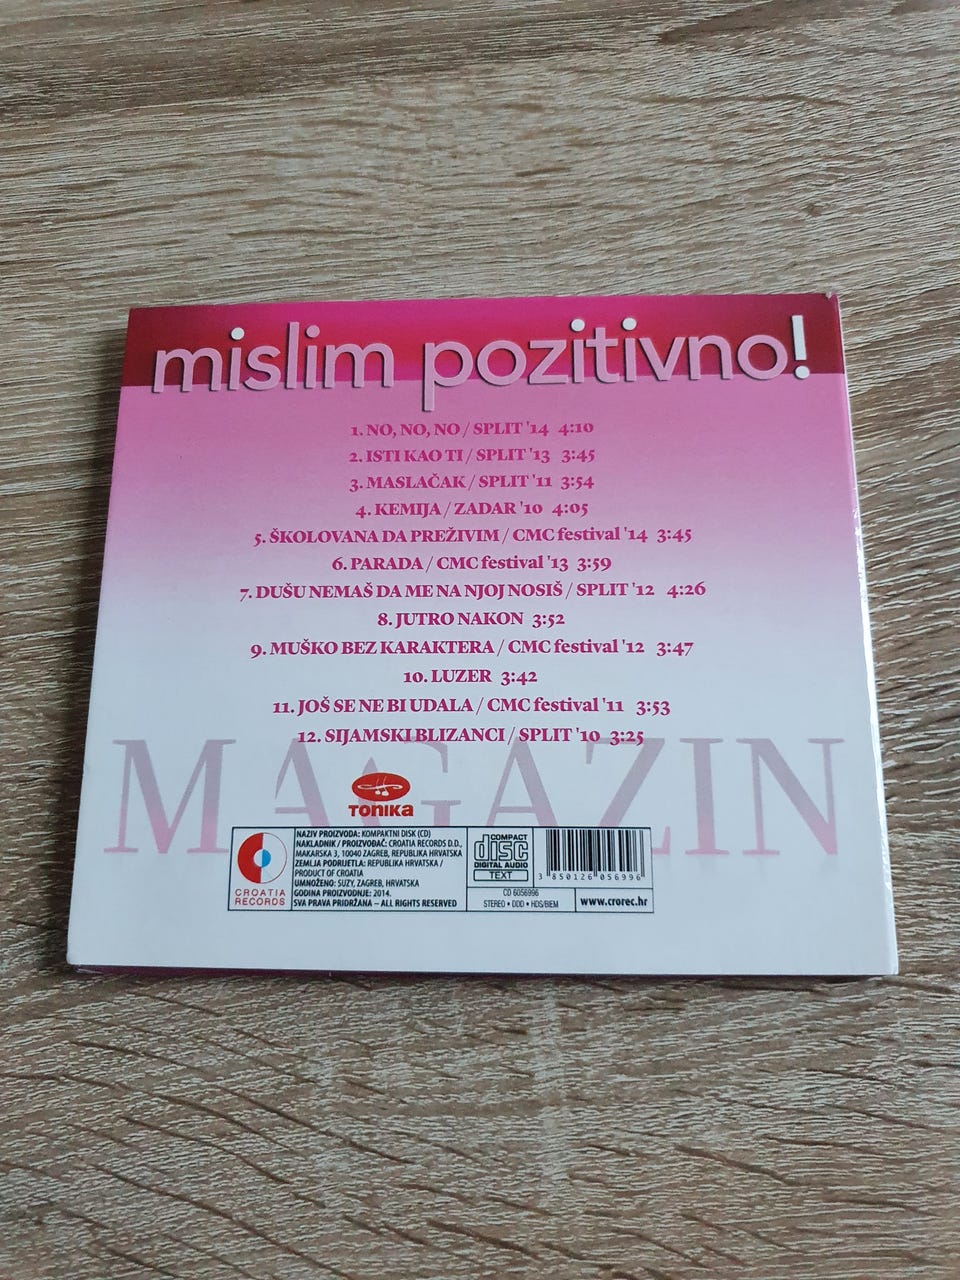 mislim pozitivno!
1. NO, NO, NO / SPLIT '14 4:10
2. ISTI KAO TI / SPLIT '13 3:45
3. MASLAČAK / SPLIT '11 3:54
4. KEMIJA / ZADAR '10 4:05
5. ŠKOLOVANA DA PREŽIVIM / CMC festival '14 3:45
6. PARADA / CMC festival '13 3:59
7. DUŠU NEMAŠ DA ME NA NJOJ NOSIŠ / SPLIT '12 4:26
8. JUTRO NAKON 3:52
9. MUŠKO BEZ KARAKTERA / CMC festival '12 3:47
10. LUZER 3:42
11. JOŠ SE NE BI UDALA / CMC festival '11 3:53
12. SIJAMSKI BLIZANCI / SPLIT '10 3:25
MAGAZIN
TONIKA
CROATIA
RECORDS
NAZIV PROIZVODA: KOMPAKTNI DISK (CD)
NAKLADNIK / PROIZVOĐAČ: CROATIA RECORDS D.D.,
MAKARSKA 3, 10040 ZAGREB, REPUBLIKA HRVATSKA
ZEMLJA PODRIJETLA: REPUBLIKA HRVATSKA /
PRODUCT OF CROATIA
UMNOŽENO: SUZY, ZAGREB, HRVATSKA
GODINA PROIZVODNJE: 2014.
SVA PRAVA PRIDRŽANA – ALL RIGHTS RESERVED
COMPACT
disc
DIGITAL AUDIO
TEXT
3 850126 056996
CD 6056996
STEREO • DDD • HDS/BIEM
www.crorec.hr